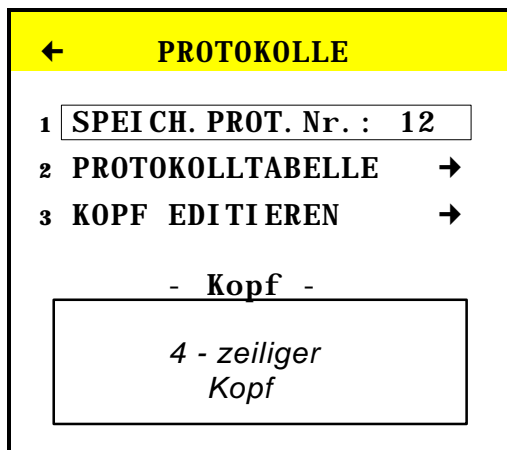 ← PROTOKOLLE
1 SPEICH.PROT.Nr.: 12
2 PROTOKOLLTABELLE →
3 KOPF EDITIEREN →
- Kopf -
4 - zeiliger
Kopf